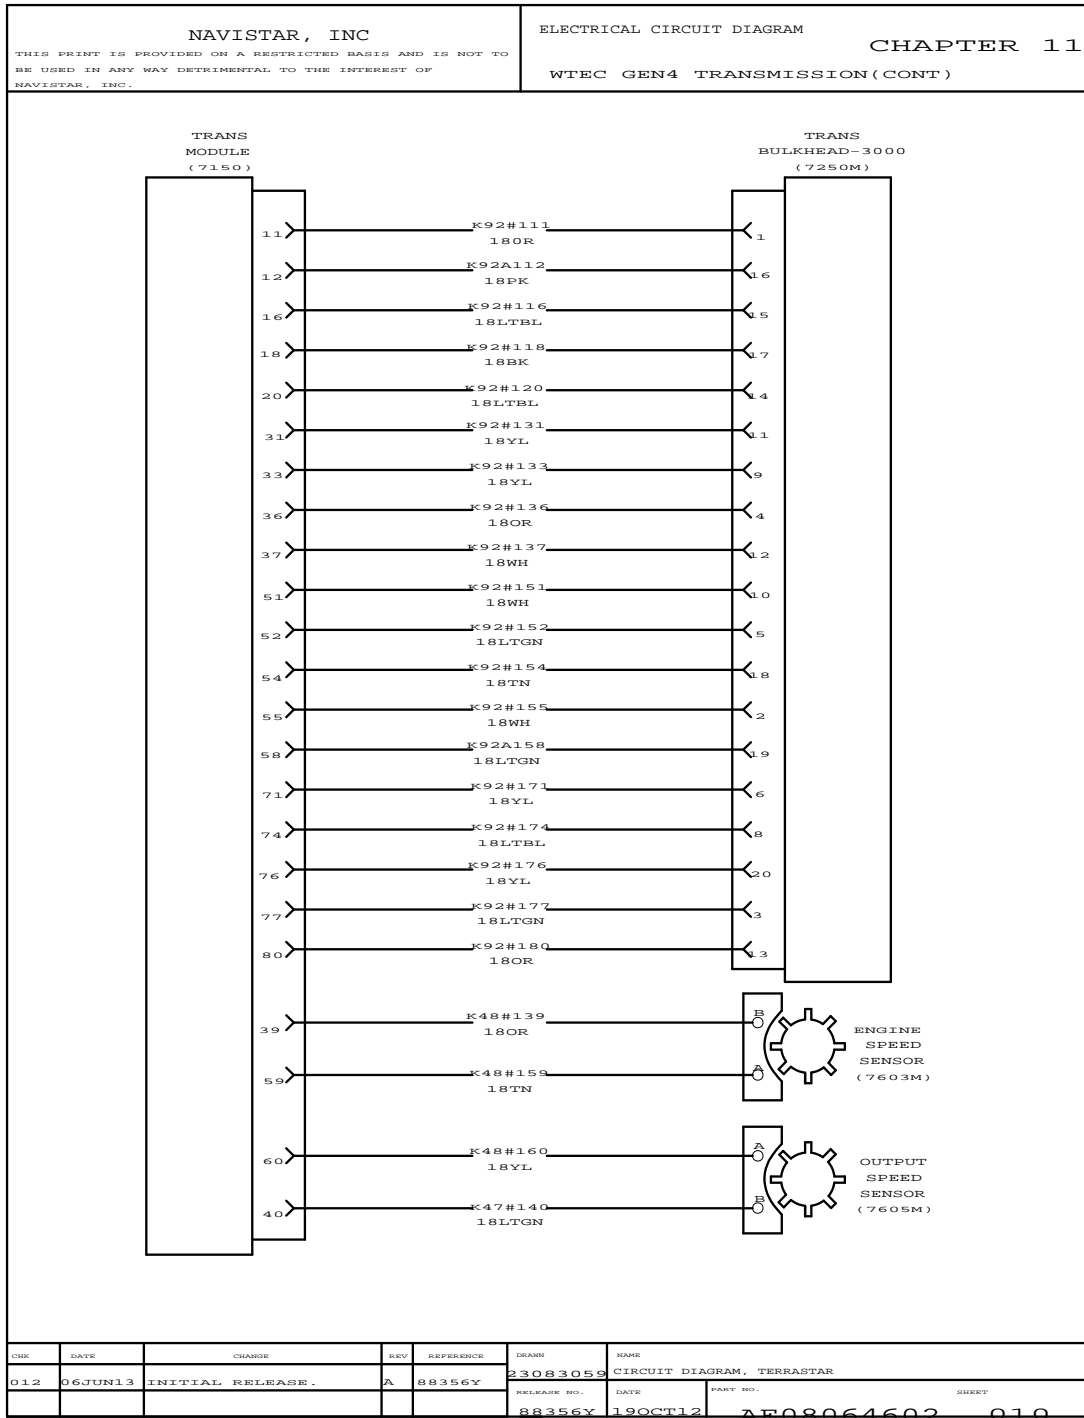 NAVISTAR, INC
THIS PRINT IS PROVIDED ON A RESTRICTED BASIS AND IS NOT TO
BE USED IN ANY WAY DETRIMENTAL TO THE INTEREST OF
NAVISTAR, INC.
ELECTRICAL CIRCUIT DIAGRAM
CHAPTER 11
WTEC GEN4 TRANSMISSION(CONT)
TRANS
MODULE
(7150)
TRANS
BULKHEAD-3000
(7250M)
11 K92#111 1
18OR
12 K92A112 16
18PK
16 K92#116 15
18LTBL
18 K92#118 17
18BK
20 K92#120 14
18LTBL
31 K92#131 11
18YL
33 K92#133 9
18YL
36 K92#136 4
18OR
37 K92#137 12
18WH
51 K92#151 10
18WH
52 K92#152 5
18LTGN
54 K92#154 18
18TN
55 K92#155 2
18WH
58 K92A158 19
18LTGN
71 K92#171 6
18YL
74 K92#174 8
18LTBL
76 K92#176 20
18YL
77 K92#177 3
18LTGN
80 K92#180 13
18OR
39 K48#139 B
18OR
59 K48#159 A
18TN
ENGINE
SPEED
SENSOR
(7603M)
60 K48#160 A
18YL
40 K47#140 B
18LTGN
OUTPUT
SPEED
SENSOR
(7605M)
CHK DATE CHANGE REV REFERENCE DRAWN NAME
012 06JUN13 INITIAL RELEASE. A 88356Y 23083059 CIRCUIT DIAGRAM, TERRASTAR
RELEASE NO. DATE PART NO. SHEET
88356Y 19OCT12 AE08064602 010